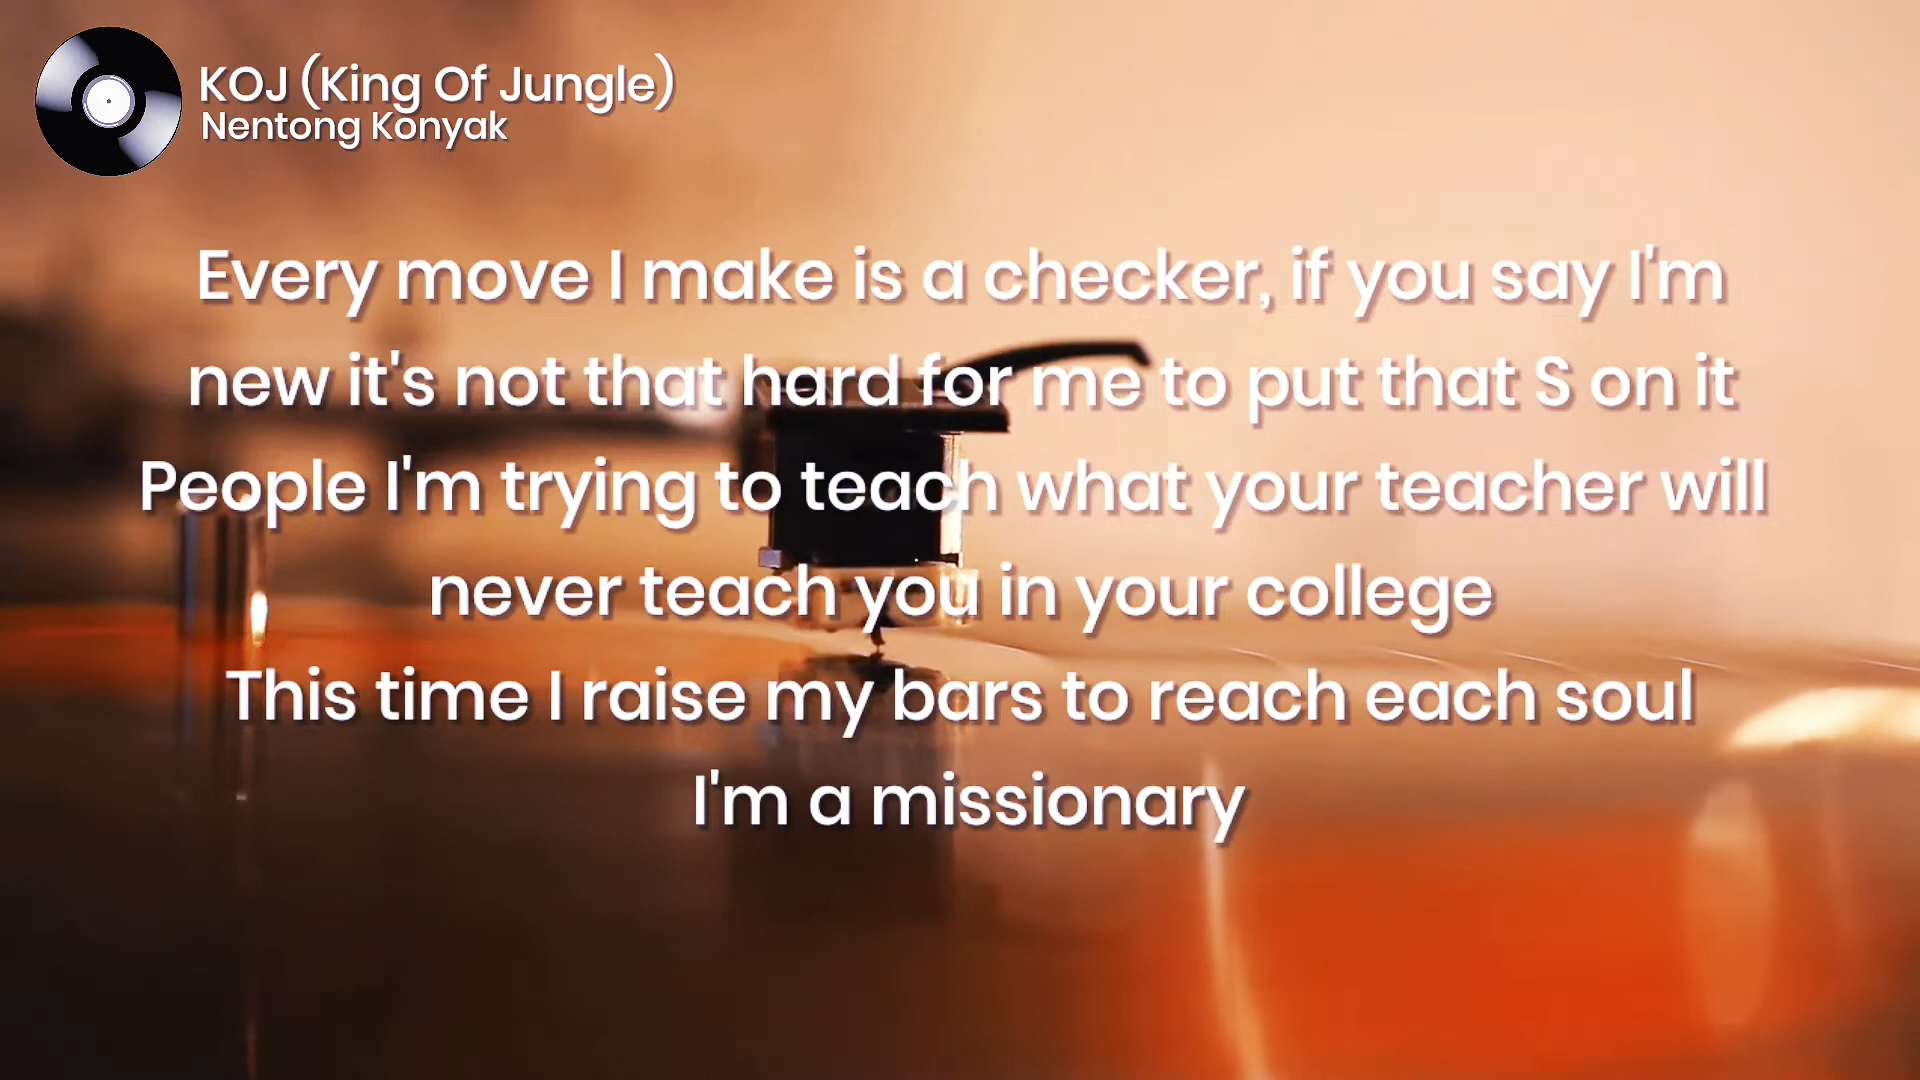 KOJ (King Of Jungle)
Nentong Konyak
Every move I make is a checker, if you say I'm
new it's not that hard for me to put that S on it
People I'm trying to teach what your teacher will
never teach you in your college
This time I raise my bars to reach each soul
I'm a missionary